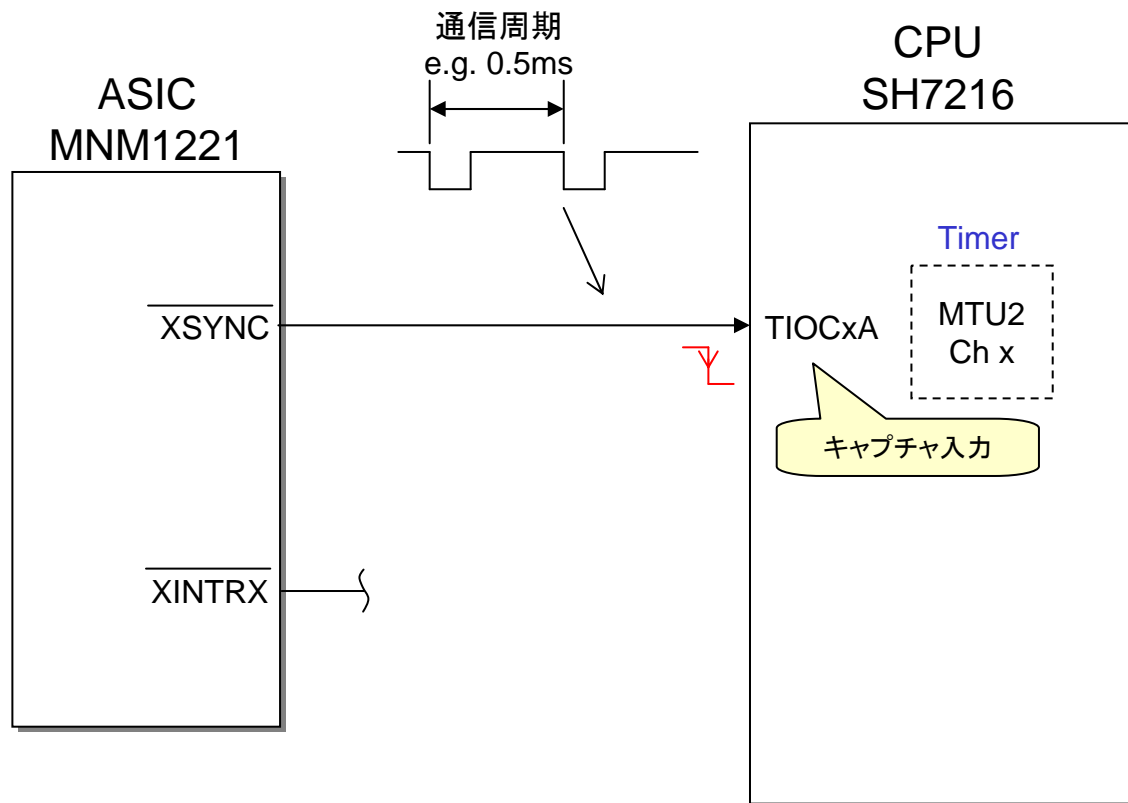 通信周期
e.g. 0.5ms
ASIC
MNM1221
CPU
SH7216
Timer
XSYNC
TIOCxA
MTU2
Ch x
キャプチャ入力
XINTRX